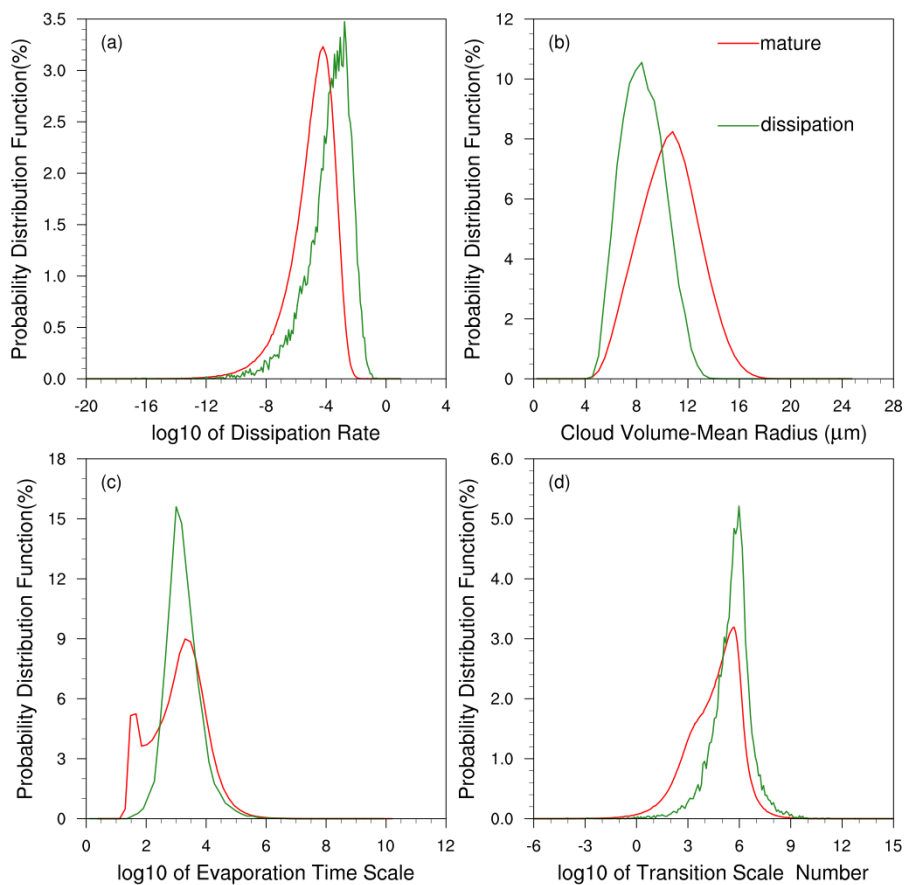 Probability Distribution Function(%)
3.5
3.0
2.5
2.0
1.5
1.0
0.5
0.0
(a)
-20 -16 -12 -8 -4 0 4
log10 of Dissipation Rate
Probability Distribution Function(%)
12
10
8
6
4
2
0
(b)
mature
dissipation
0 4 8 12 16 20 24 28
Cloud Volume-Mean Radius (μm)
Probability Distribution Function(%)
18
15
12
9
6
3
0
(c)
0 2 4 6 8 10 12
log10 of Evaporation Time Scale
Probability Distribution Function(%)
6.0
5.0
4.0
3.0
2.0
1.0
0.0
(d)
-6 -3 0 3 6 9 12 15
log10 of Transition Scale Number